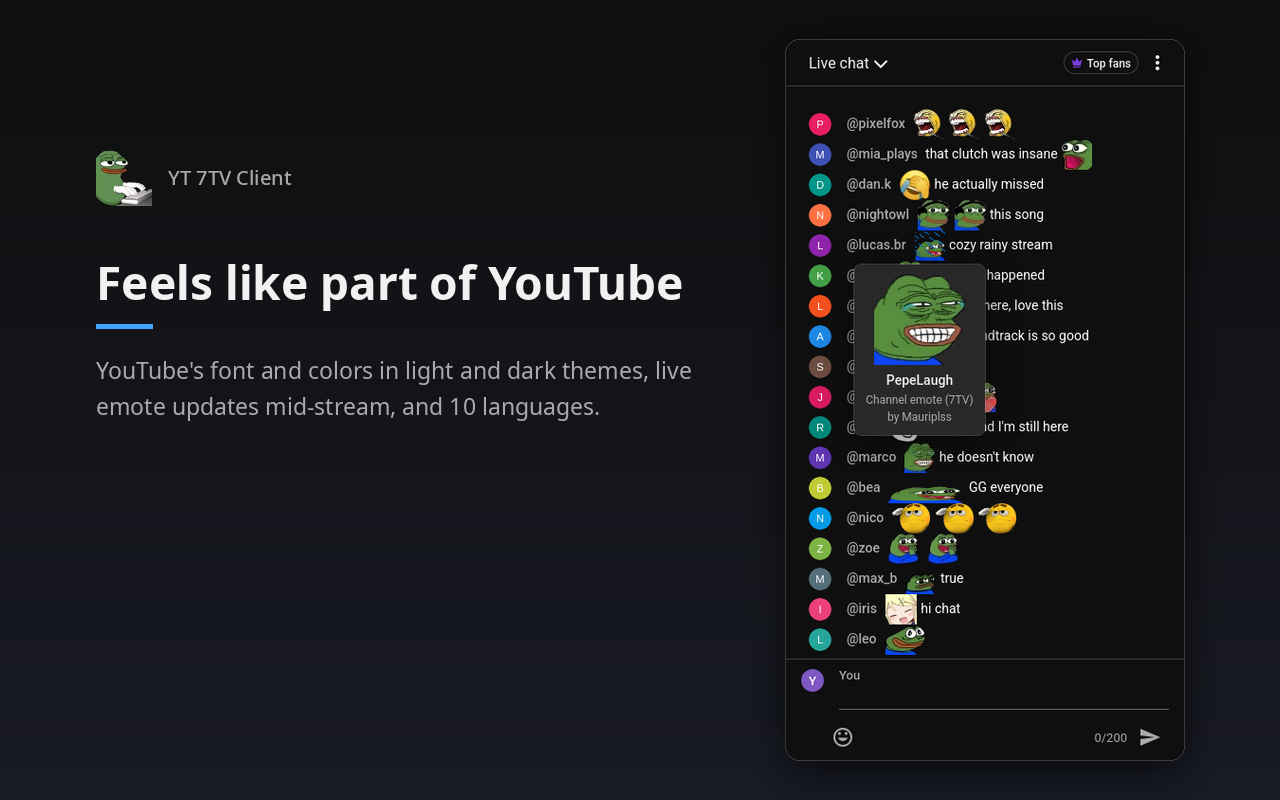 YT 7TV Client
Feels like part of YouTube
YouTube's font and colors in light and dark themes, live
emote updates mid-stream, and 10 languages.
Live chat
Top fans
P @pixelfox
M @mia_plays that clutch was insane
D @dan.k he actually missed
N @nightowl this song
L @lucas.br cozy rainy stream
K @ happened
L @ here, love this
A @ is so good
S @
J @
R @ I'm still here
PepeLaugh
Channel emote (7TV)
by Mauriplss
M @marco he doesn't know
B @bea GG everyone
N @nico
Z @zoe
M @max_b true
I @iris hi chat
L @leo
Y You
0/200